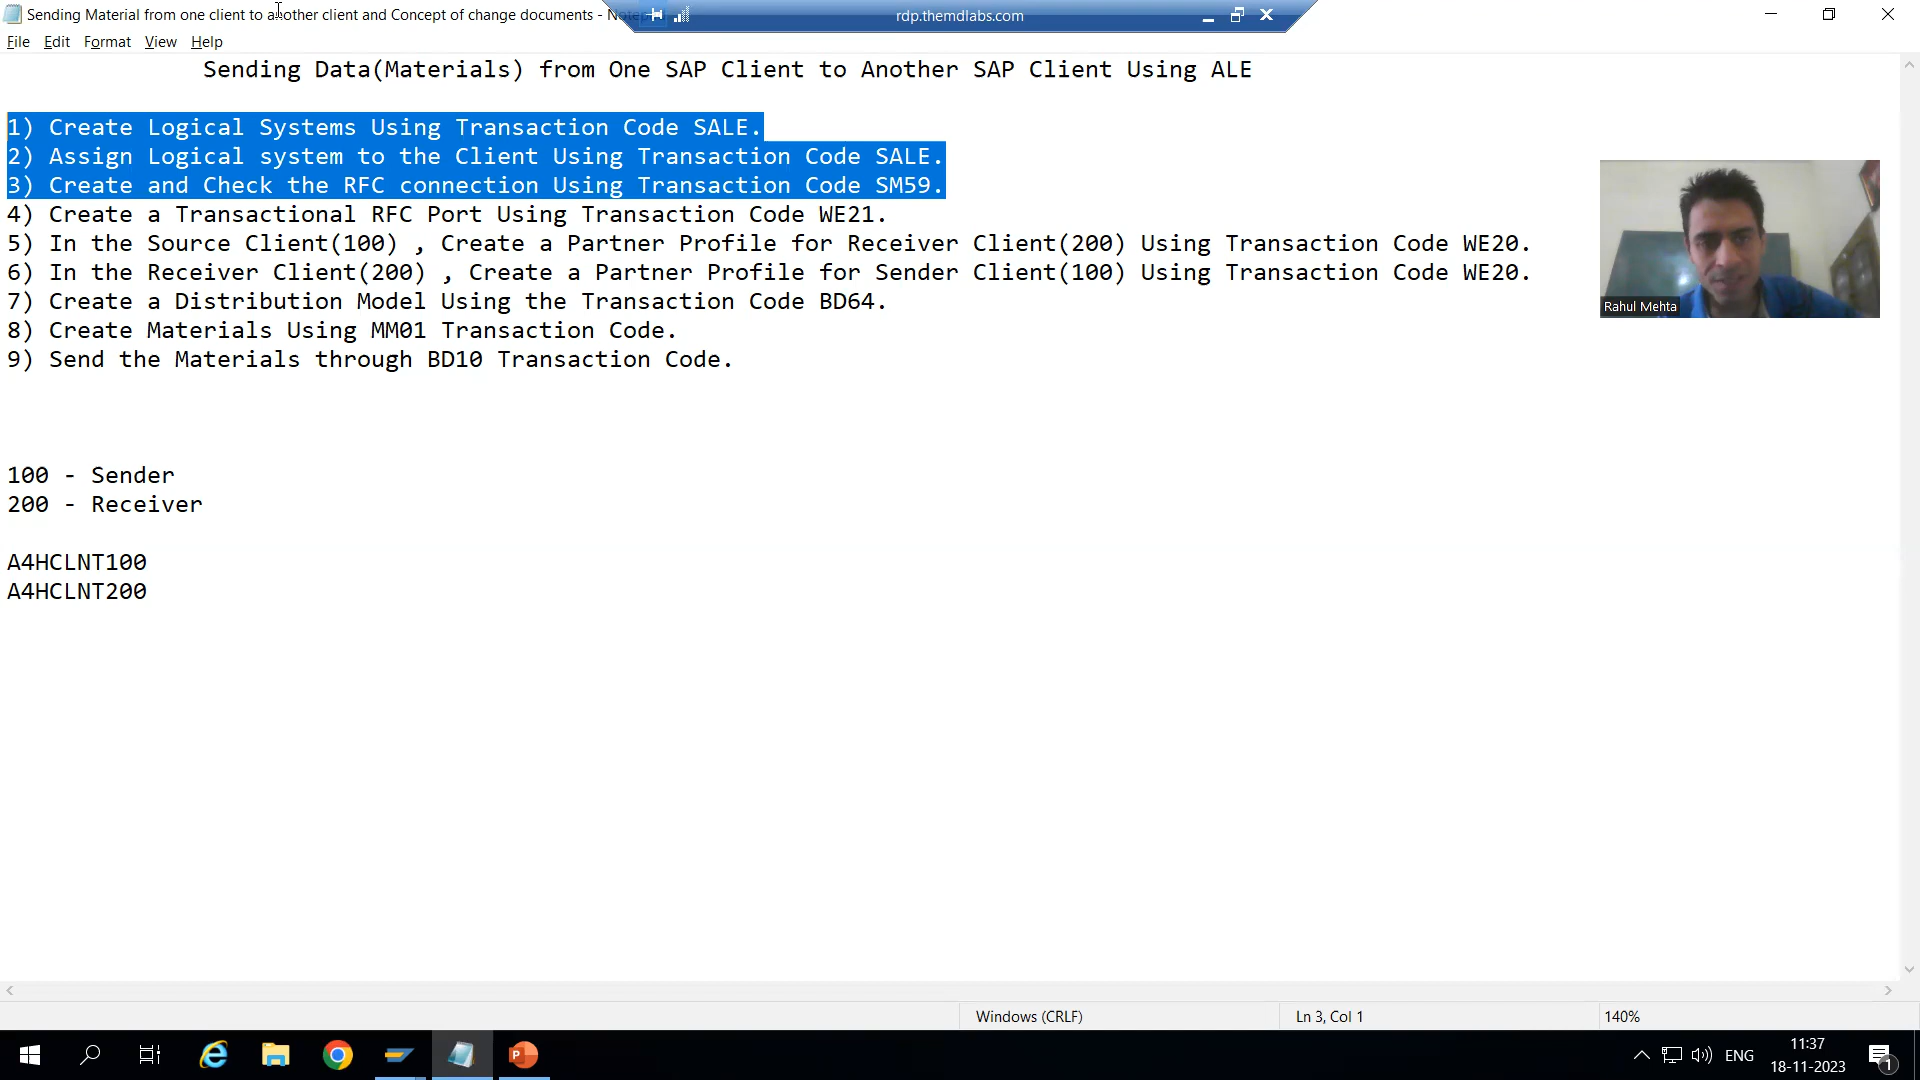 Sending Material from one client to another client and Concept of change documents - Notepad
rdp.themdlabs.com
File Edit Format View Help
Sending Data(Materials) from One SAP Client to Another SAP Client Using ALE
1) Create Logical Systems Using Transaction Code SALE.
2) Assign Logical system to the Client Using Transaction Code SALE.
3) Create and Check the RFC connection Using Transaction Code SM59.
4) Create a Transactional RFC Port Using Transaction Code WE21.
5) In the Source Client(100) , Create a Partner Profile for Receiver Client(200) Using Transaction Code WE20.
6) In the Receiver Client(200) , Create a Partner Profile for Sender Client(100) Using Transaction Code WE20.
7) Create a Distribution Model Using the Transaction Code BD64.
8) Create Materials Using MM01 Transaction Code.
9) Send the Materials through BD10 Transaction Code.
Rahul Mehta
100 - Sender
200 - Receiver
A4HCLNT100
A4HCLNT200
Windows (CRLF)
Ln 3, Col 1
140%
ENG
11:37
18-11-2023
1